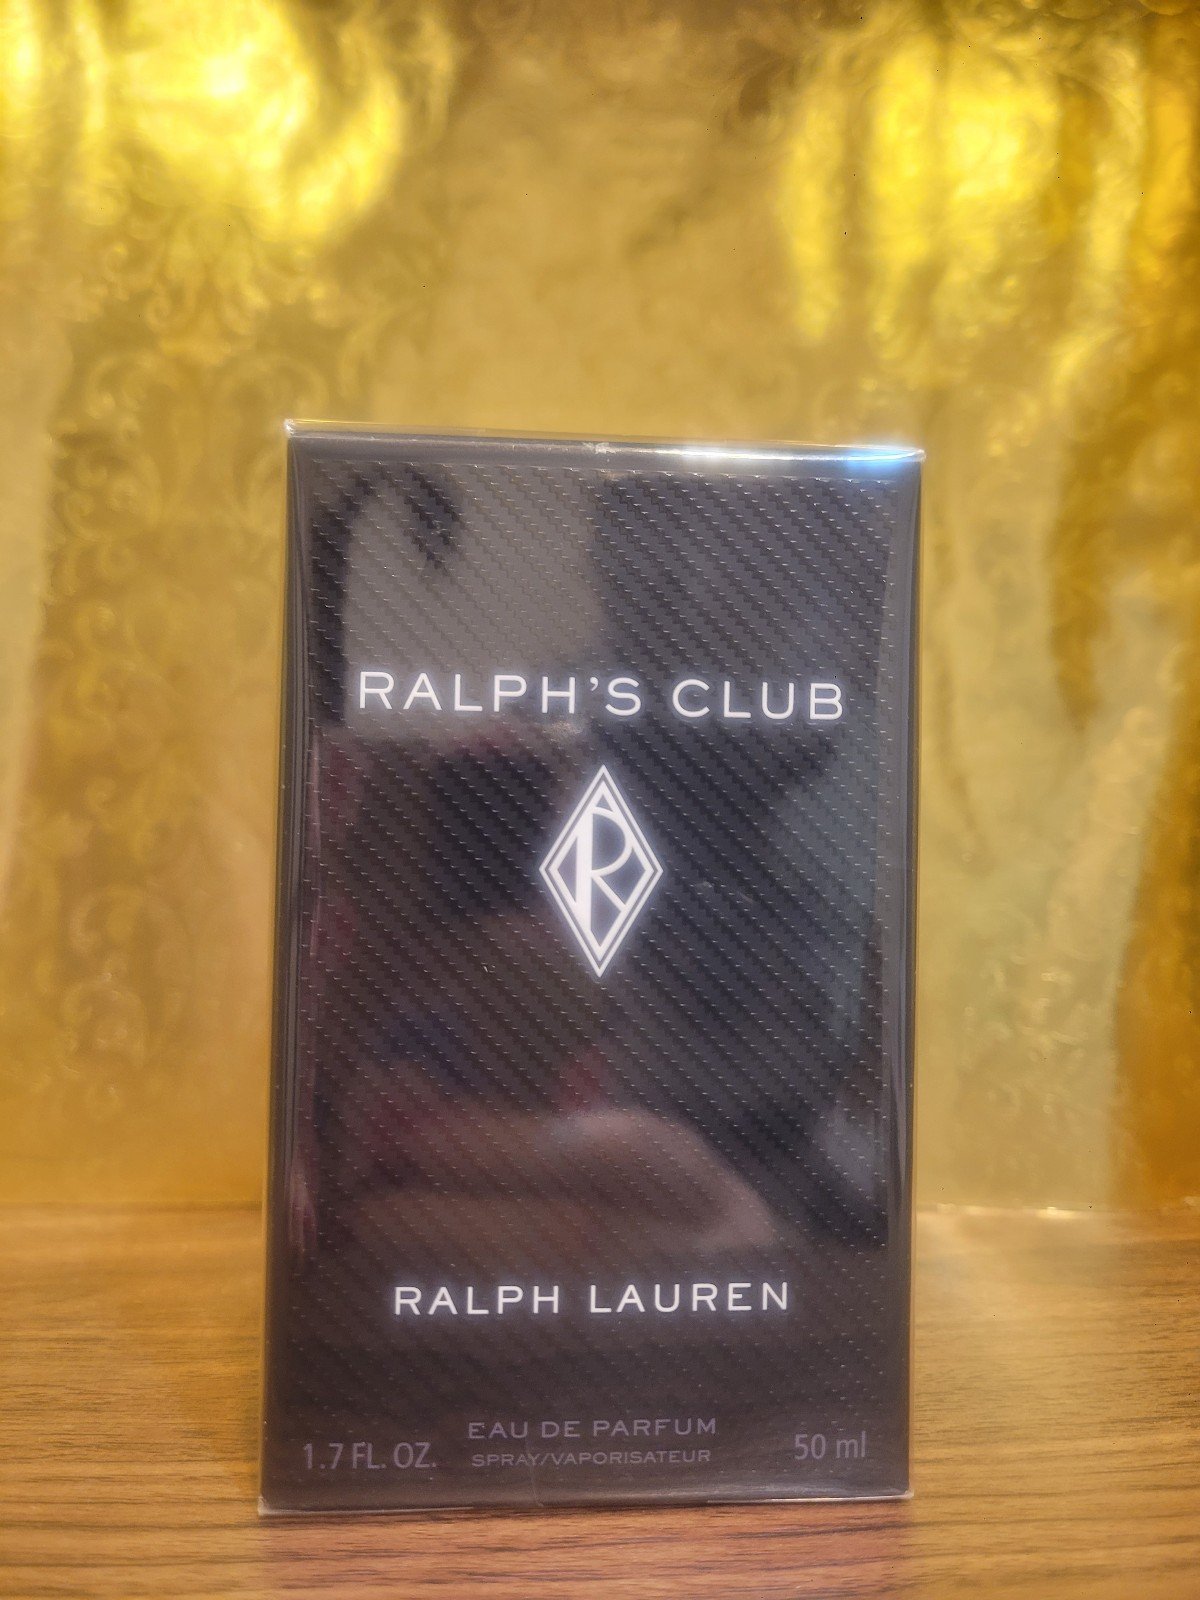 RALPH'S CLUB
R
RALPH LAUREN
EAU DE PARFUM
1.7 FL. OZ. SPRAY/VAPORISATEUR 50 ml